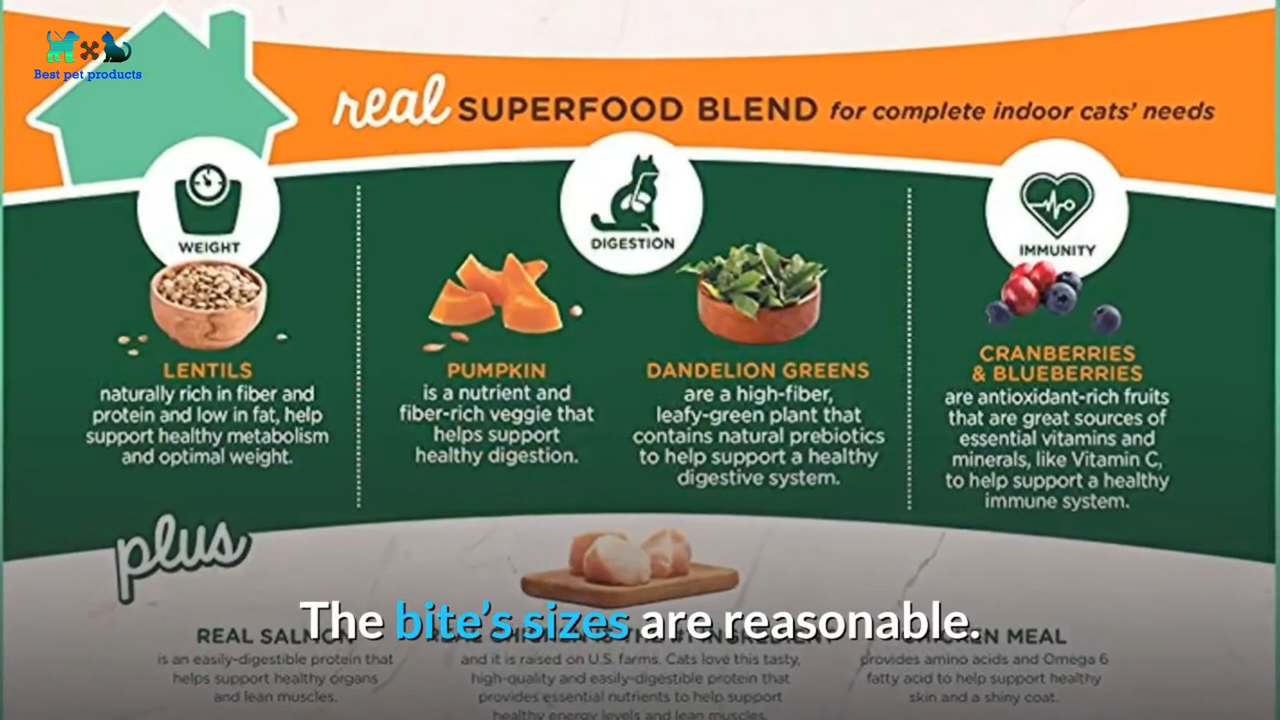 Best pet products
real SUPERFOOD BLEND for complete indoor cats' needs
WEIGHT
DIGESTION
IMMUNITY
LENTILS
naturally rich in fiber and
protein and low in fat, help
support healthy metabolism
and optimal weight.
PUMPKIN
is a nutrient and
fiber-rich veggie that
helps support
healthy digestion.
DANDELION GREENS
are a high-fiber,
leafy-green plant that
contains natural prebiotics
to help support a healthy
digestive system.
CRANBERRIES
& BLUEBERRIES
are antioxidant-rich fruits
that are great sources of
essential vitamins and
minerals, like Vitamin C,
to help support a healthy
immune system.
plus
The bite's sizes are reasonable.
REAL SALMON
is an easily-digestible protein that
helps support healthy organs
and lean muscles.
and it is raised on U.S. farms. Cats love this tasty,
high-quality and easily-digestible protein that
provides essential nutrients to help support
healthy energy levels and lean muscles.
MEAL
provides amino acids and Omega 6
fatty acid to help support healthy
skin and a shiny coat.